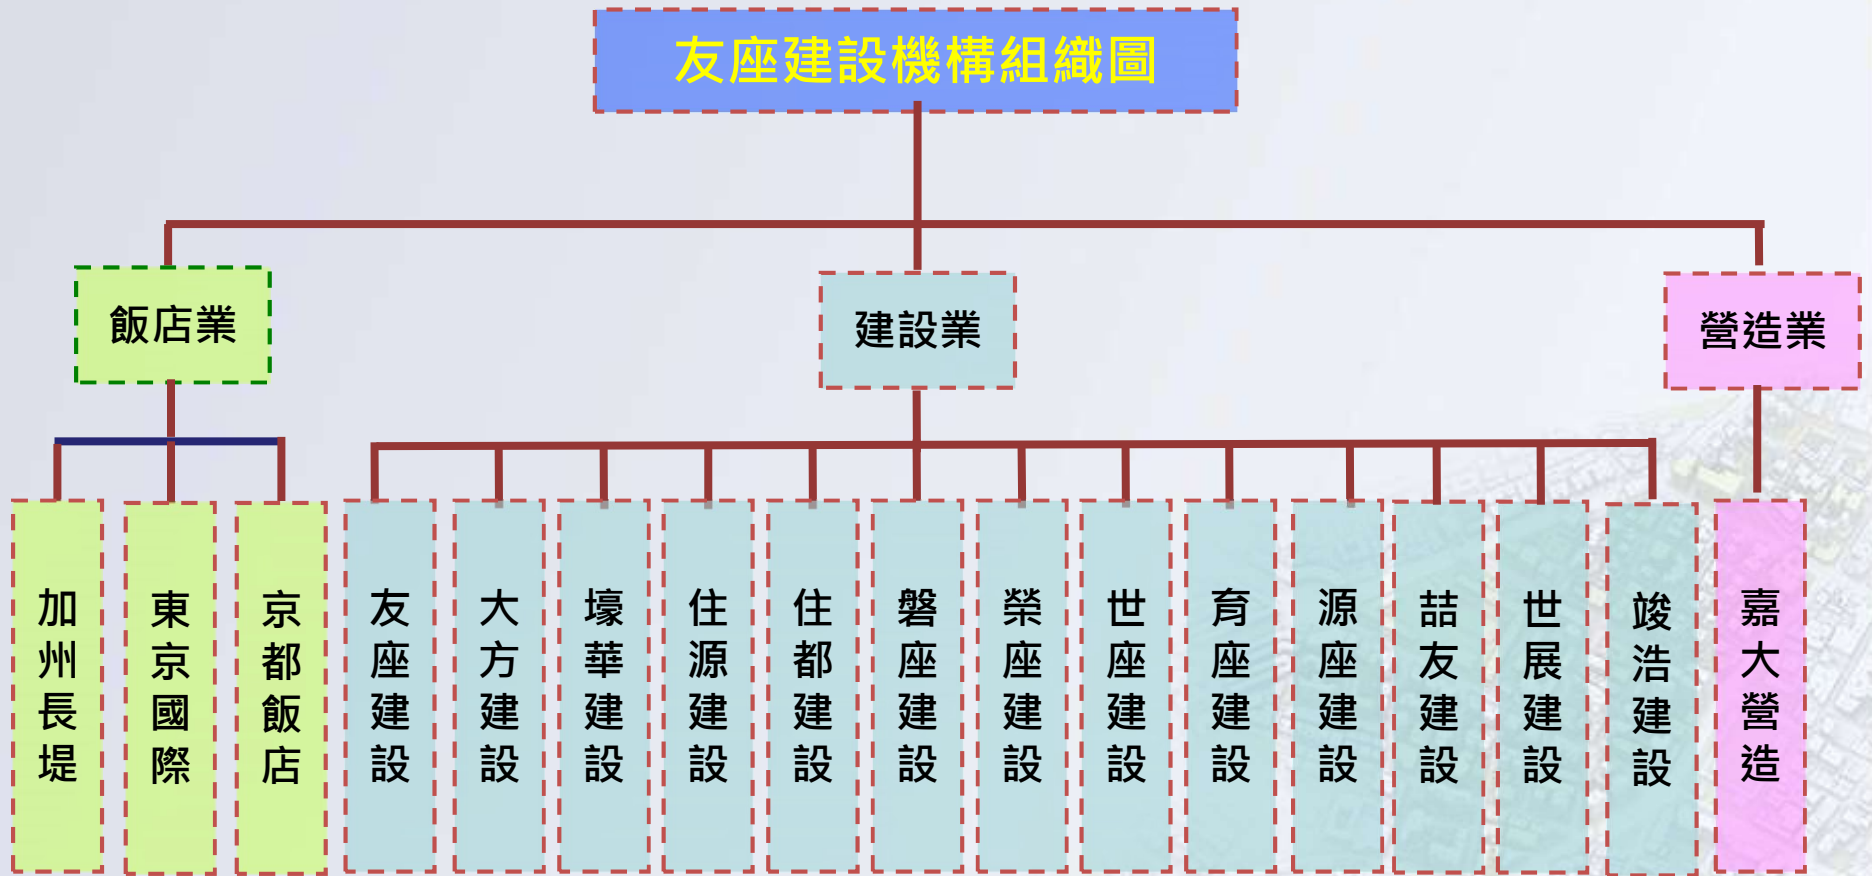 友座建設機構組織圖
飯店業
建設業
營造業
加州長堤
東京國際
京都飯店
友座建設
大方建設
壕華建設
住源建設
住都建設
磐座建設
榮座建設
世座建設
育座建設
源座建設
喆友建設
世展建設
竣浩建設
嘉大營造